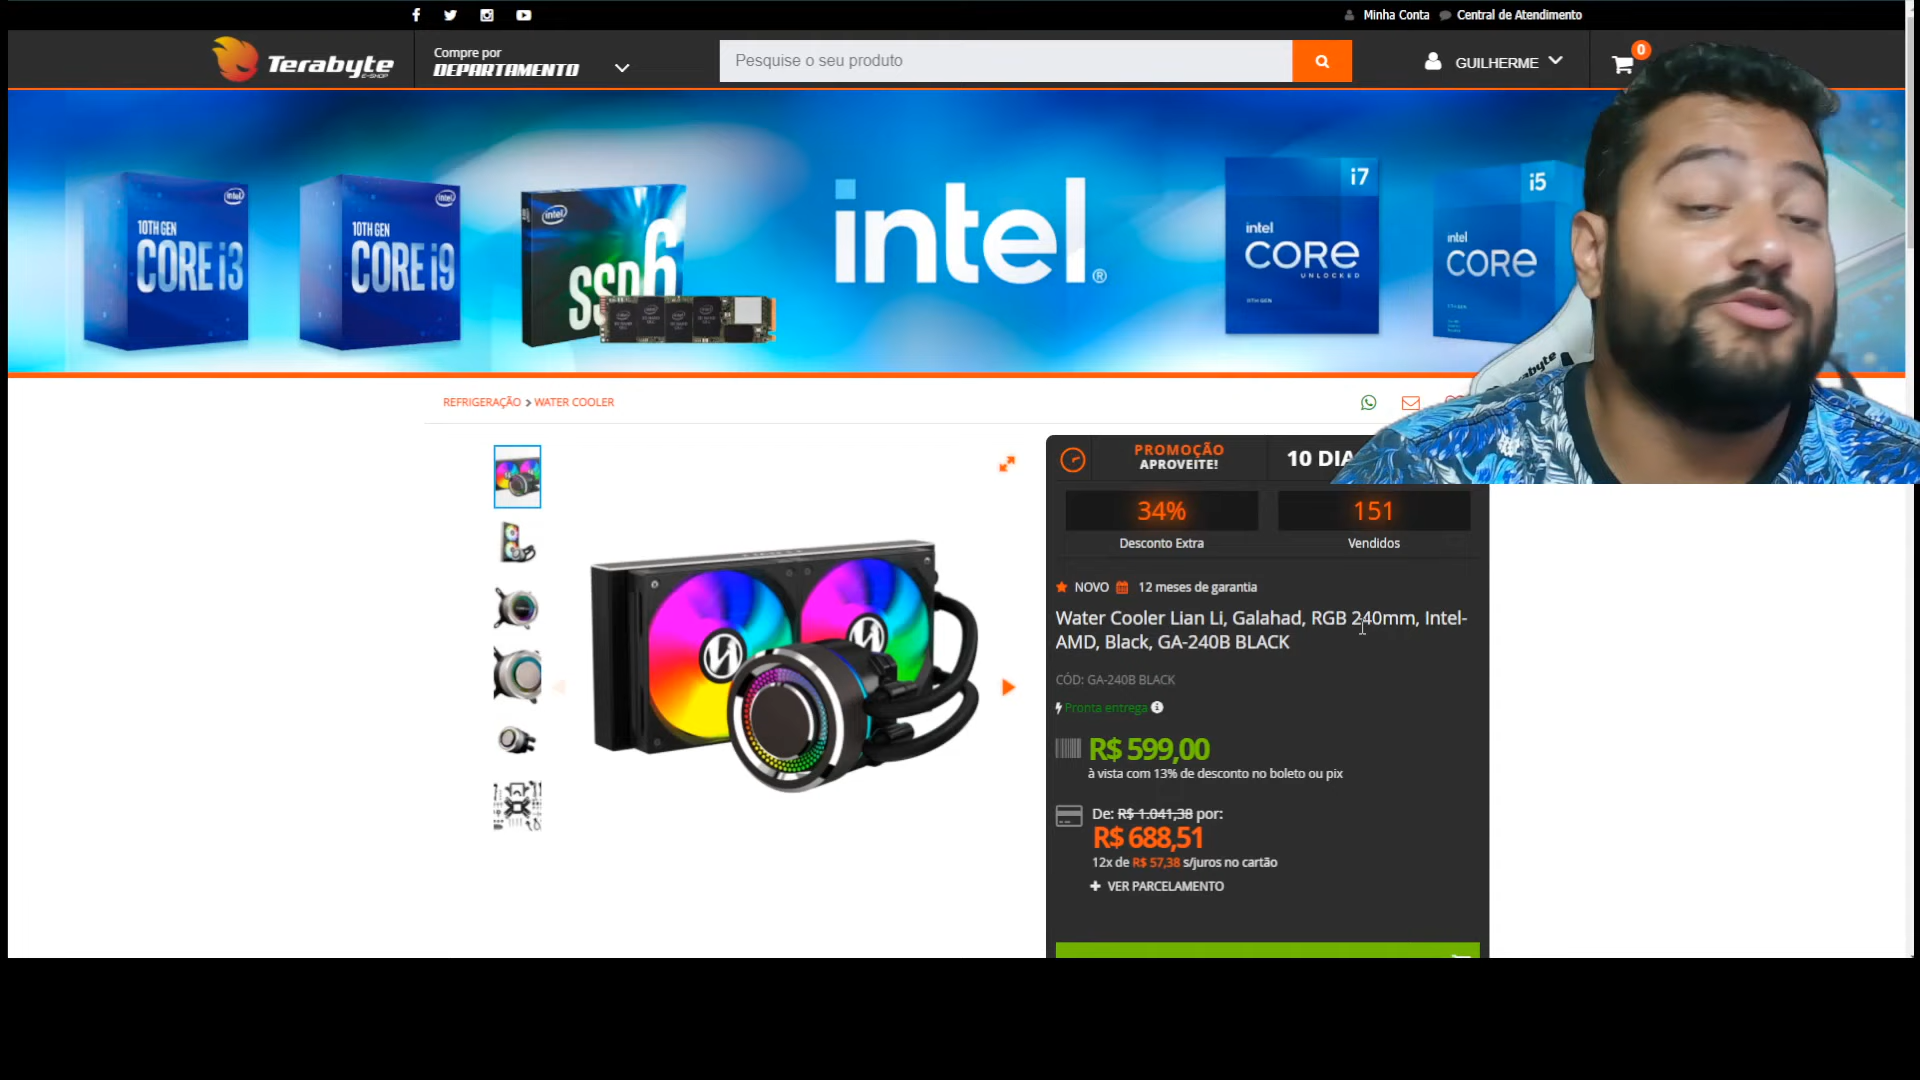 Minha Conta
Central de Atendimento
Terabyte
E-SHOP
Compre por
DEPARTAMENTO
Pesquise o seu produto
GUILHERME
0
intel
10TH GEN
CORE i3
intel
10TH GEN
CORE i9
intel
SSD6
intel®
i7
intel
CORE
UNLOCKED
i5
intel
CORE
REFRIGERAÇÃO > WATER COOLER
PROMOÇÃO
APROVEITE!
10 DIA
34%
Desconto Extra
151
Vendidos
NOVO
12 meses de garantia
Water Cooler Lian Li, Galahad, RGB 240mm, Intel-
AMD, Black, GA-240B BLACK
CÓD: GA-240B BLACK
Pronta entrega
R$ 599,00
à vista com 13% de desconto no boleto ou pix
De: R$ 1.041,38 por:
R$ 688,51
12x de R$ 57,38 s/juros no cartão
+ VER PARCELAMENTO